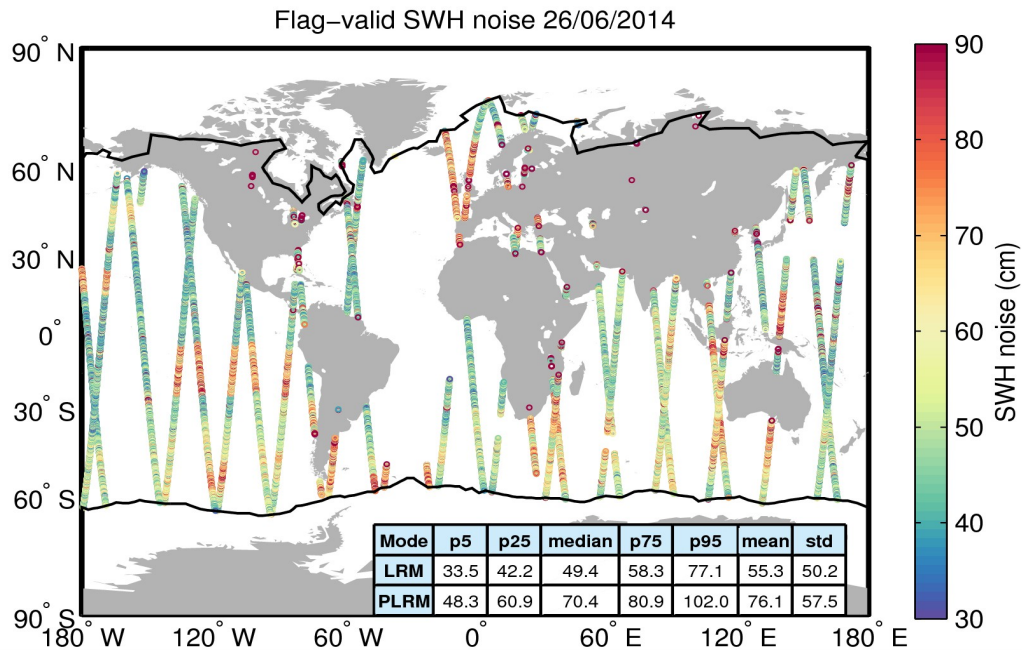 Flag–valid SWH noise 26/06/2014
90° N
60° N
30° N
0°
30° S
60° S
90° S
180° W
120° W
60° W
0°
60° E
120° E
180° E
Mode p5 p25 median p75 p95 mean std
LRM 33.5 42.2 49.4 58.3 77.1 55.3 50.2
PLRM 48.3 60.9 70.4 80.9 102.0 76.1 57.5
90
80
70
60
50
40
30
SWH noise (cm)